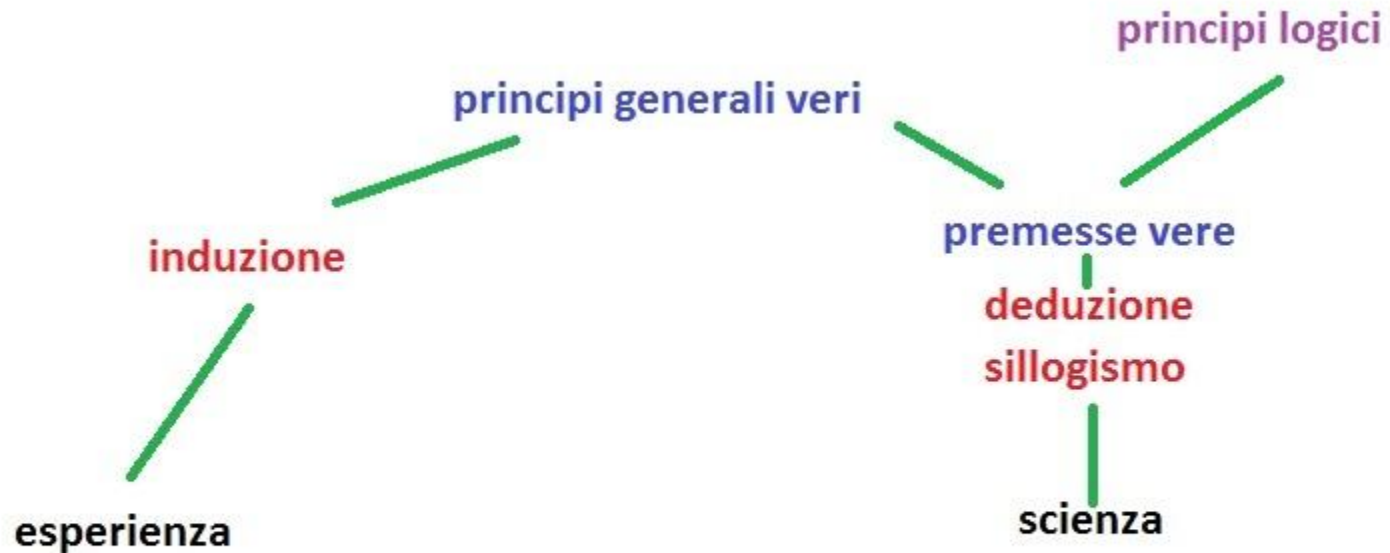 principi logici
principi generali veri
premesse vere
induzione
deduzione
sillogismo
scienza
esperienza